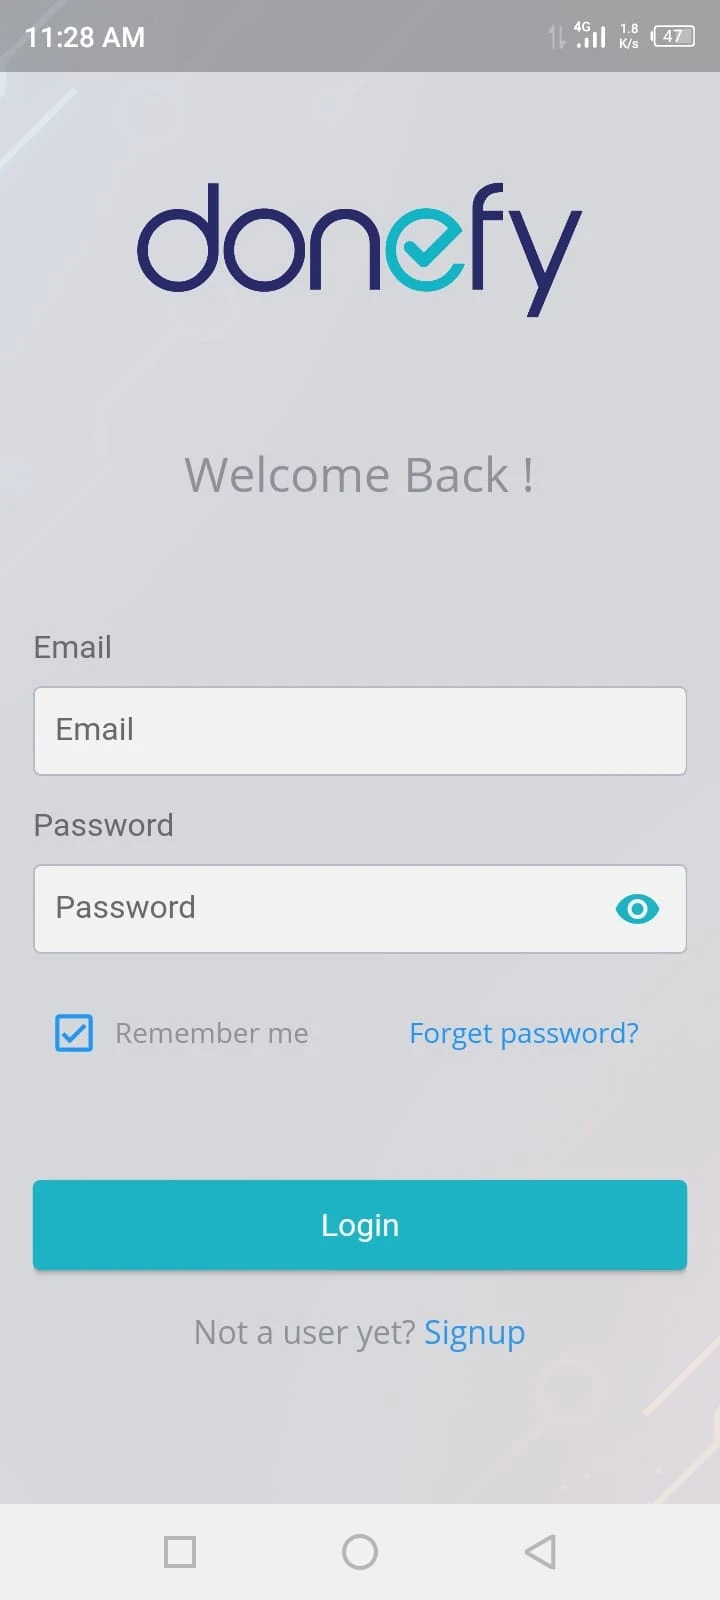 11:28 AM 4G 1.8 K/s 47
donefy
Welcome Back !
Email
Email
Password
Password
Remember me Forget password?
Login
Not a user yet? Signup